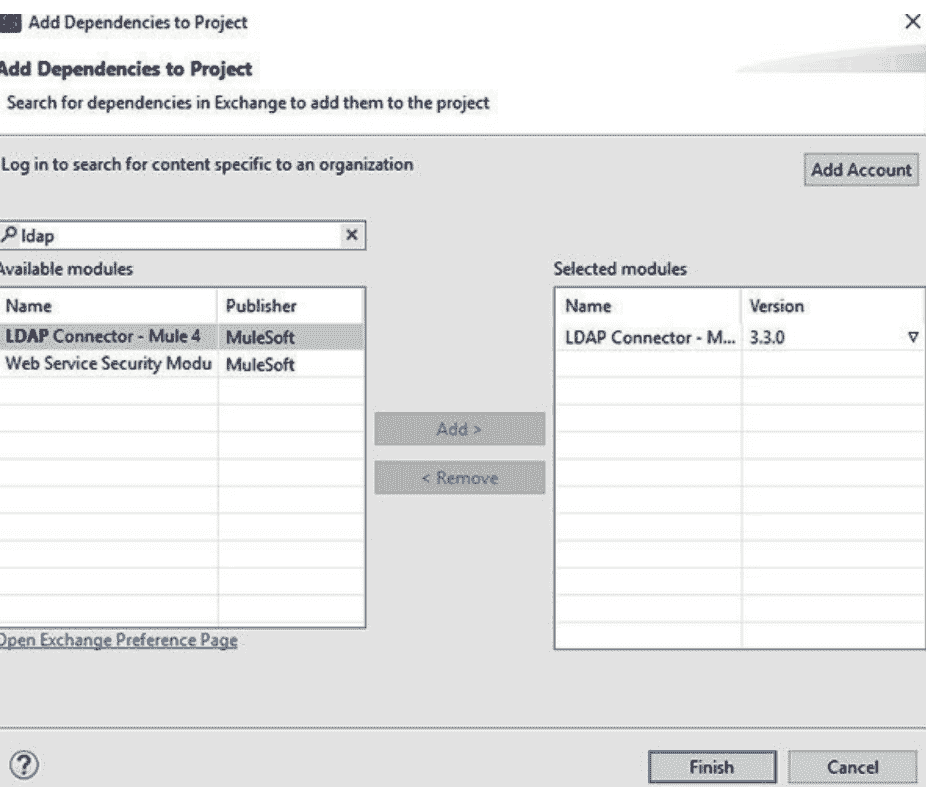 Add Dependencies to Project
Add Dependencies to Project
Search for dependencies in Exchange to add them to the project
Log in to search for content specific to an organization
Add Account
ldap
Available modules
Name Publisher
LDAP Connector - Mule 4 MuleSoft
Web Service Security Modu MuleSoft
Add >
< Remove
Selected modules
Name Version
LDAP Connector - M... 3.3.0
Open Exchange Preference Page
Finish
Cancel